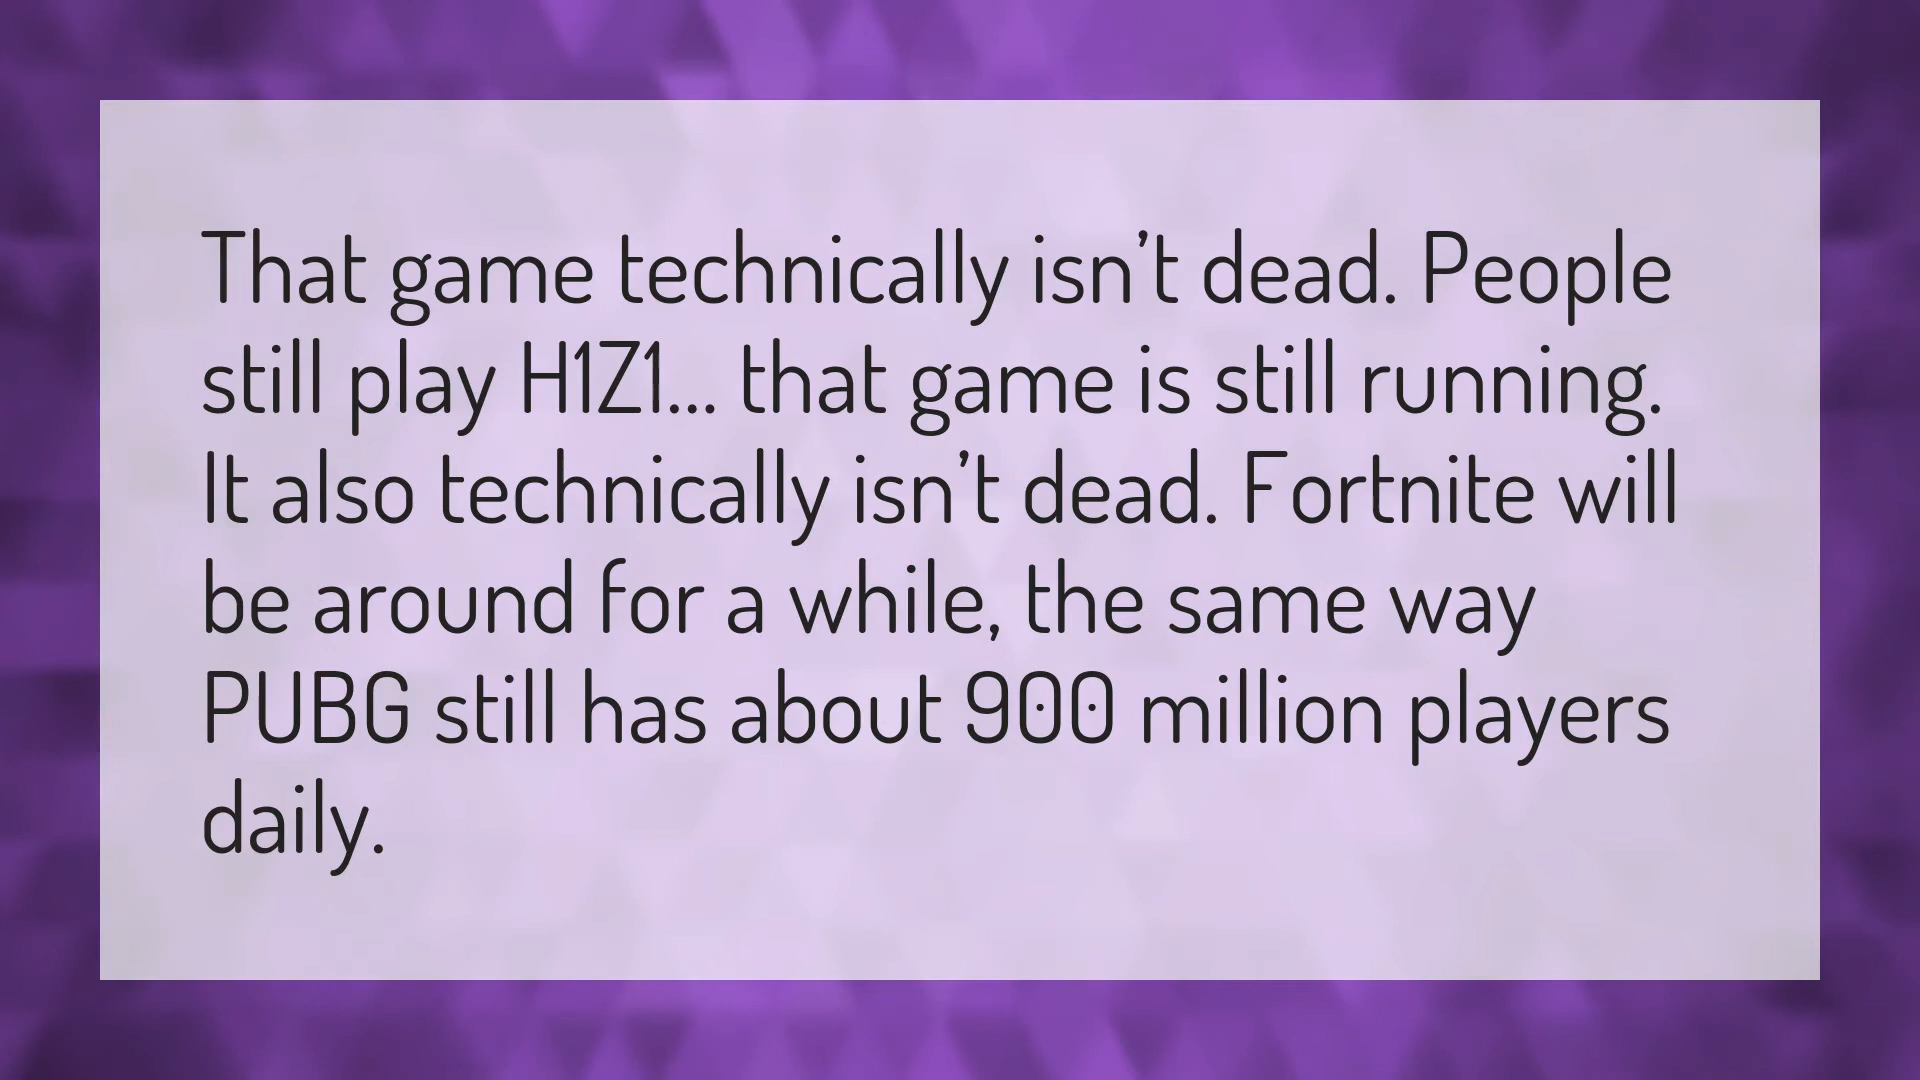 That game technically isn't dead. People
still play H1Z1... that game is still running.
It also technically isn't dead. Fortnite will
be around for a while, the same way
PUBG still has about 900 million players
daily.